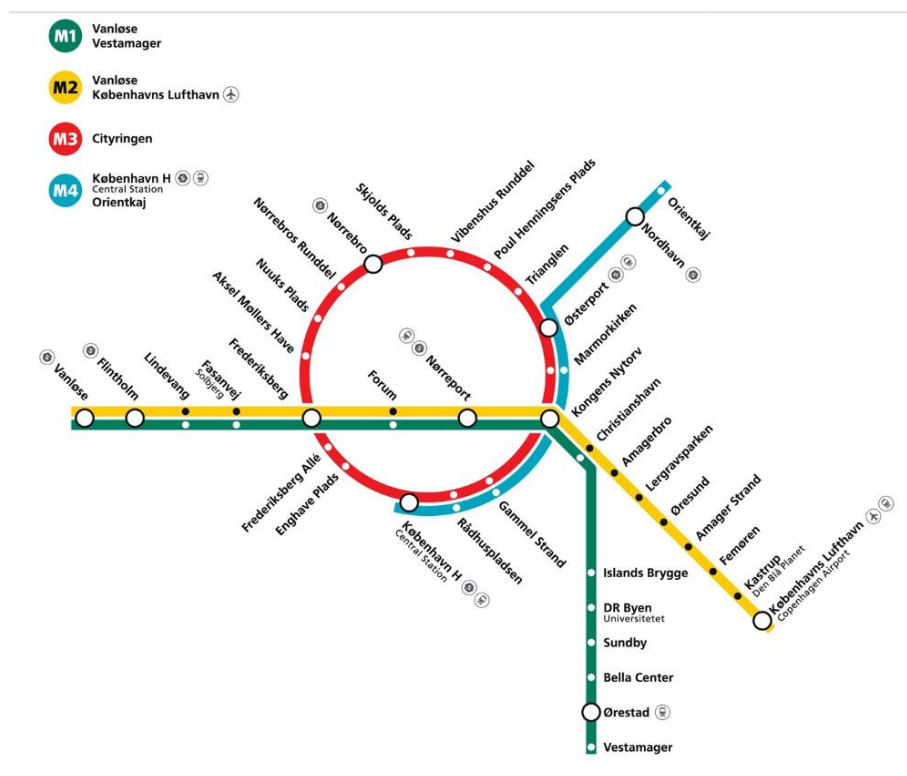 M1
Vanløse
Vestamager
M2
Vanløse
Københavns Lufthavn
M3
Cityringen
M4
København H
Central Station
Orientkaj
Vanløse
Flintholm
Lindevang
Fasanvej
Solbjerg
Frederiksberg
Aksel Møllers Have
Nuuks Plads
Nørrebros Runddel
Nørrebro
Skjolds Plads
Vibenshus Runddel
Poul Henningsens Plads
Trianglen
Østerport
Nordhavn
Orientkaj
Marmorkirken
Forum
Nørreport
Kongens Nytorv
Christianshavn
Amagerbro
Lergravsparken
Øresund
Amager Strand
Femøren
Kastrup
Den Blå Planet
Københavns Lufthavn
Copenhagen Airport
Frederiksberg Allé
Enghave Plads
København H
Central Station
Rådhuspladsen
Gammel Strand
Islands Brygge
DR Byen
Universitetet
Sundby
Bella Center
Ørestad
Vestamager